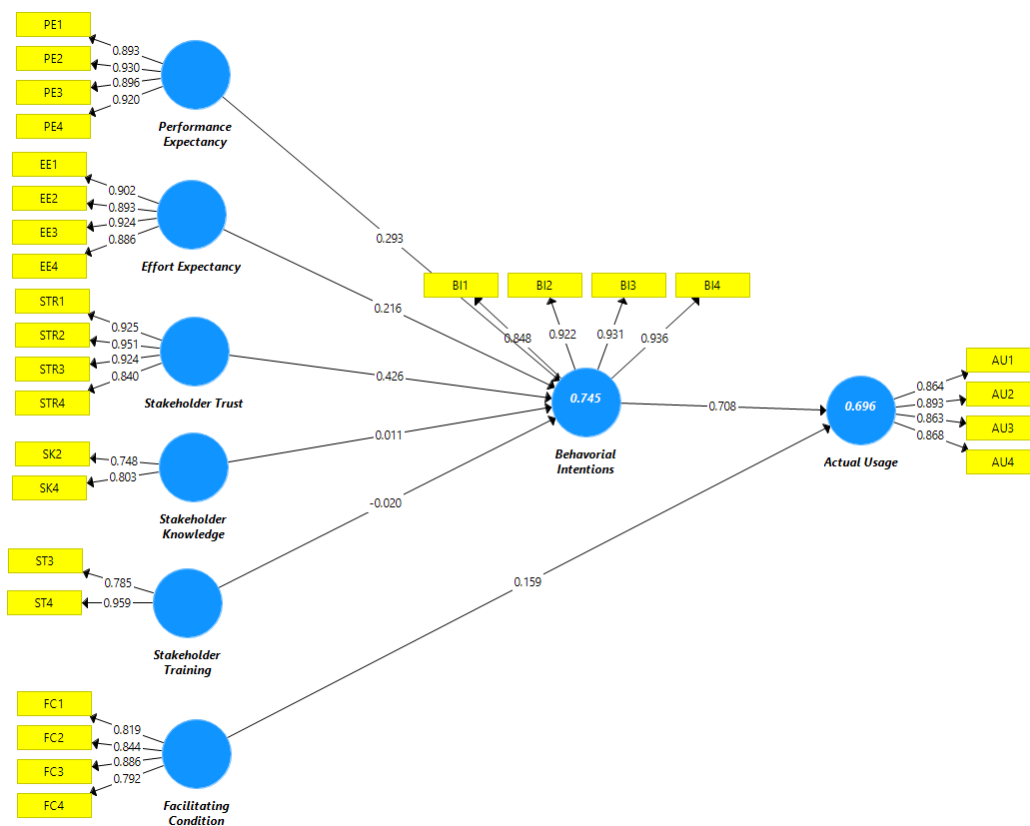 PE1
PE2
PE3
PE4
0.893
0.930
0.896
0.920
Performance
Expectancy
EE1
EE2
EE3
EE4
0.902
0.893
0.924
0.886
Effort Expectancy
STR1
STR2
STR3
STR4
0.925
0.951
0.924
0.840
Stakeholder Trust
SK2
SK4
0.748
0.803
Stakeholder
Knowledge
ST3
ST4
0.785
0.959
Stakeholder
Training
FC1
FC2
FC3
FC4
0.819
0.844
0.886
0.792
Facilitating
Condition
0.293
0.216
0.426
0.011
-0.020
0.159
BI1
BI2
BI3
BI4
0.848
0.922
0.931
0.936
0.745
Behavorial
Intentions
0.708
0.696
Actual Usage
0.864
0.893
0.863
0.868
AU1
AU2
AU3
AU4